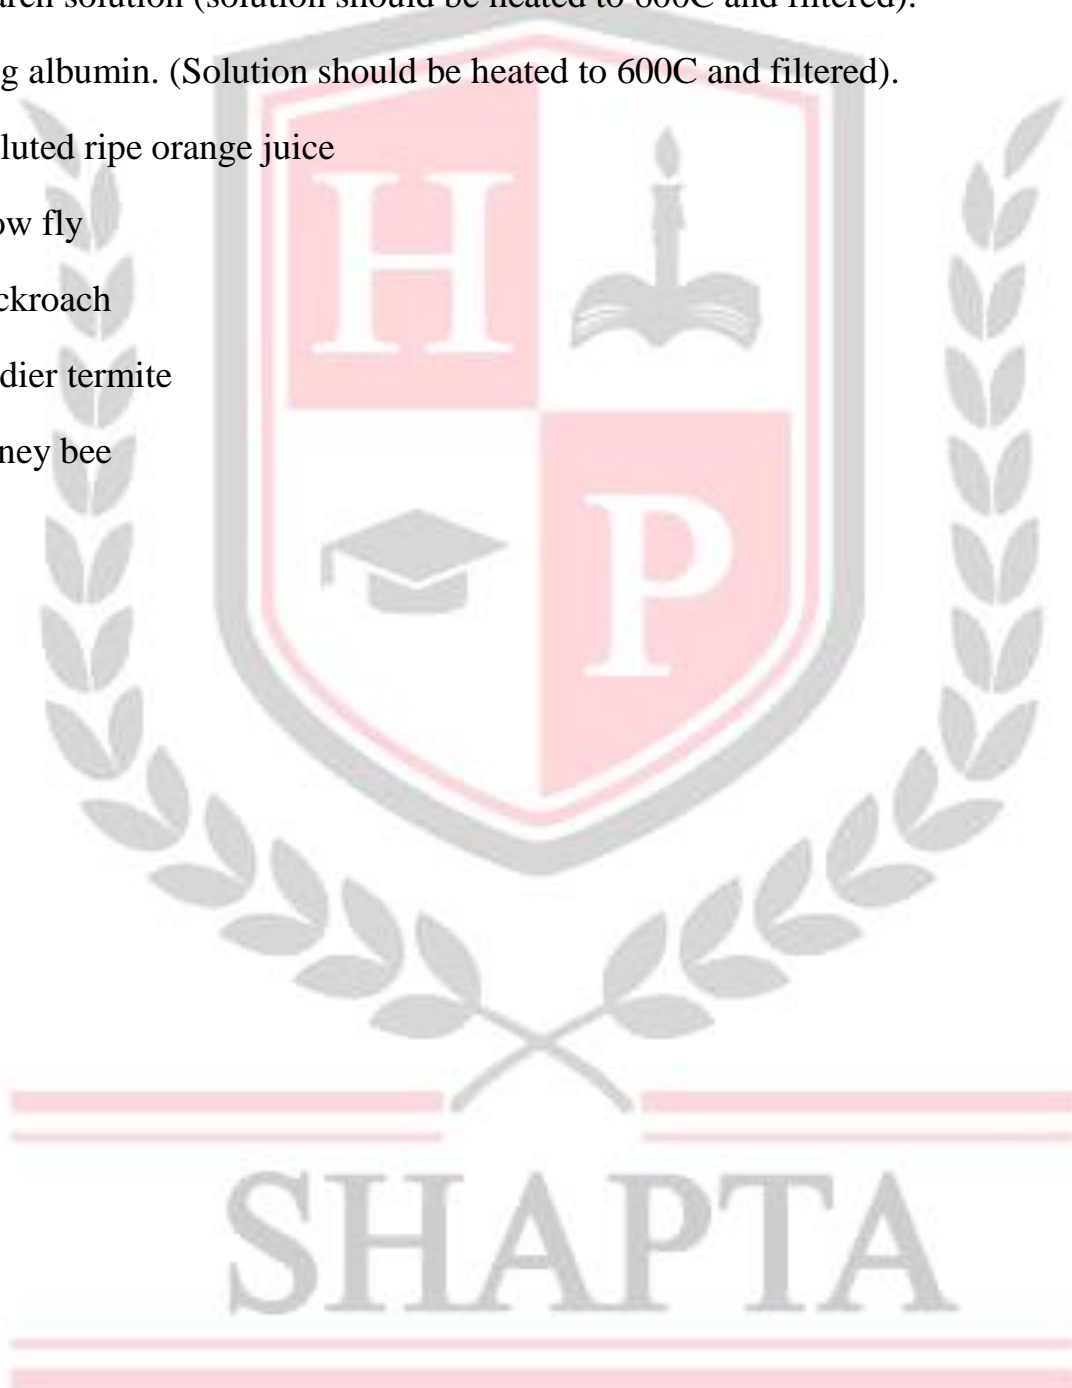 arch solution (solution should be heated to 600C and filtered).
g albumin. (Solution should be heated to 600C and filtered).
luted ripe orange juice
ow fly
ckroach
dier termite
ney bee
H
P
SHAPTA